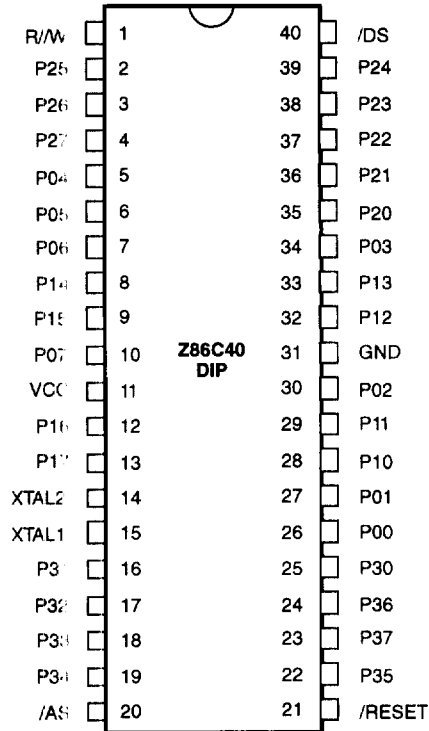 R//W 1 40 /DS
P25 2 39 P24
P26 3 38 P23
P27 4 37 P22
P04 5 36 P21
P05 6 35 P20
P06 7 34 P03
P14 8 33 P13
P15 9 32 P12
P07 10 Z86C40 31 GND
DIP
VCC 11 30 P02
P16 12 29 P11
P17 13 28 P10
XTAL2 14 27 P01
XTAL1 15 26 P00
P31 16 25 P30
P32 17 24 P36
P33 18 23 P37
P34 19 22 P35
/AS 20 21 /RESET